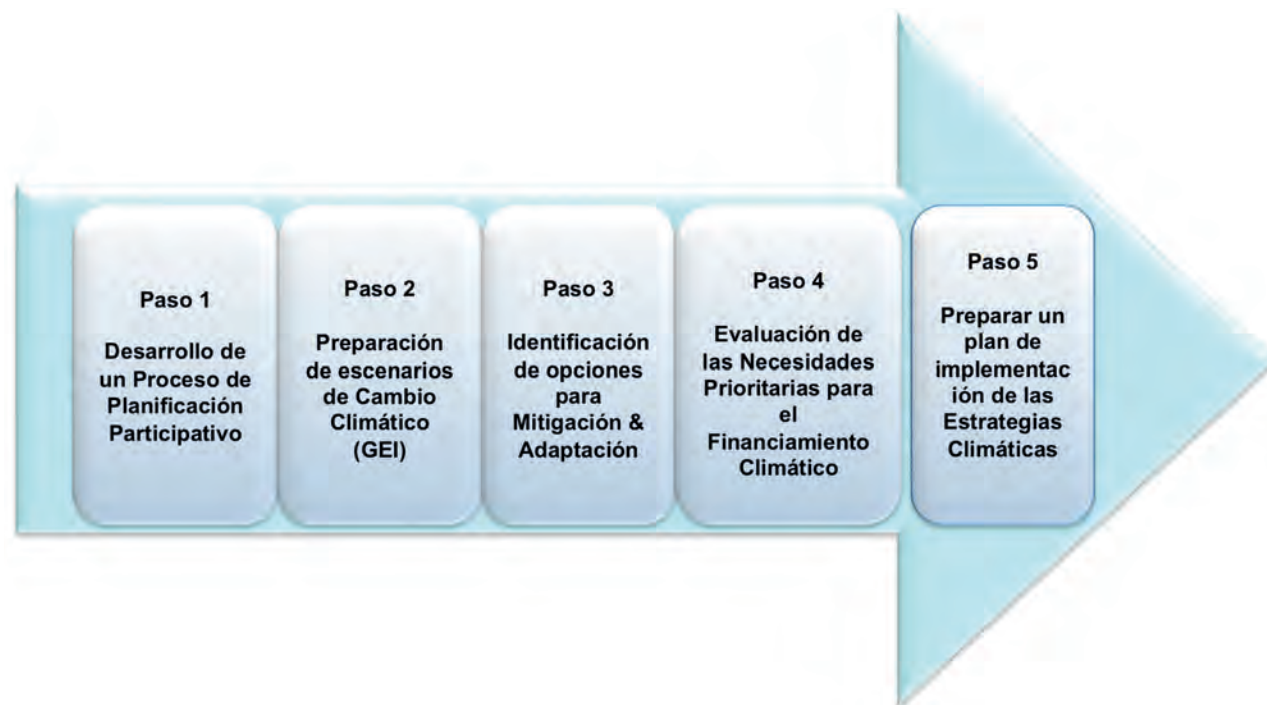 Paso 1
Desarrollo de
un Proceso de
Planificación
Participativo
Paso 2
Preparación
de escenarios
de Cambio
Climático
(GEI)
Paso 3
Identificación
de opciones
para
Mitigación &
Adaptación
Paso 4
Evaluación de
las Necesidades
Prioritarias para
el
Financiamiento
Climático
Paso 5
Preparar un
plan de
implementac
ión de las
Estrategias
Climáticas